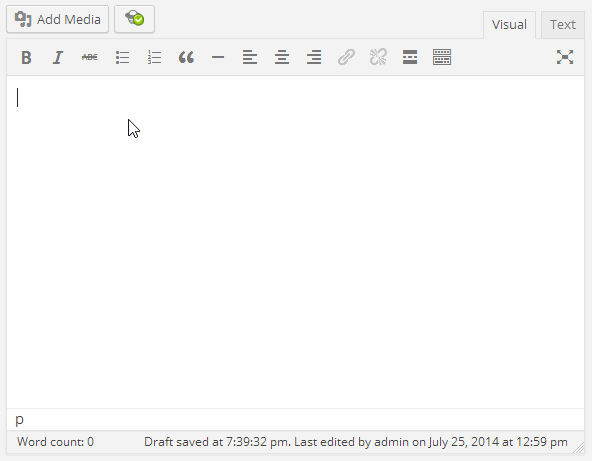 Add Media
Visual Text
B I ABC
p
Word count: 0 Draft saved at 7:39:32 pm. Last edited by admin on July 25, 2014 at 12:59 pm